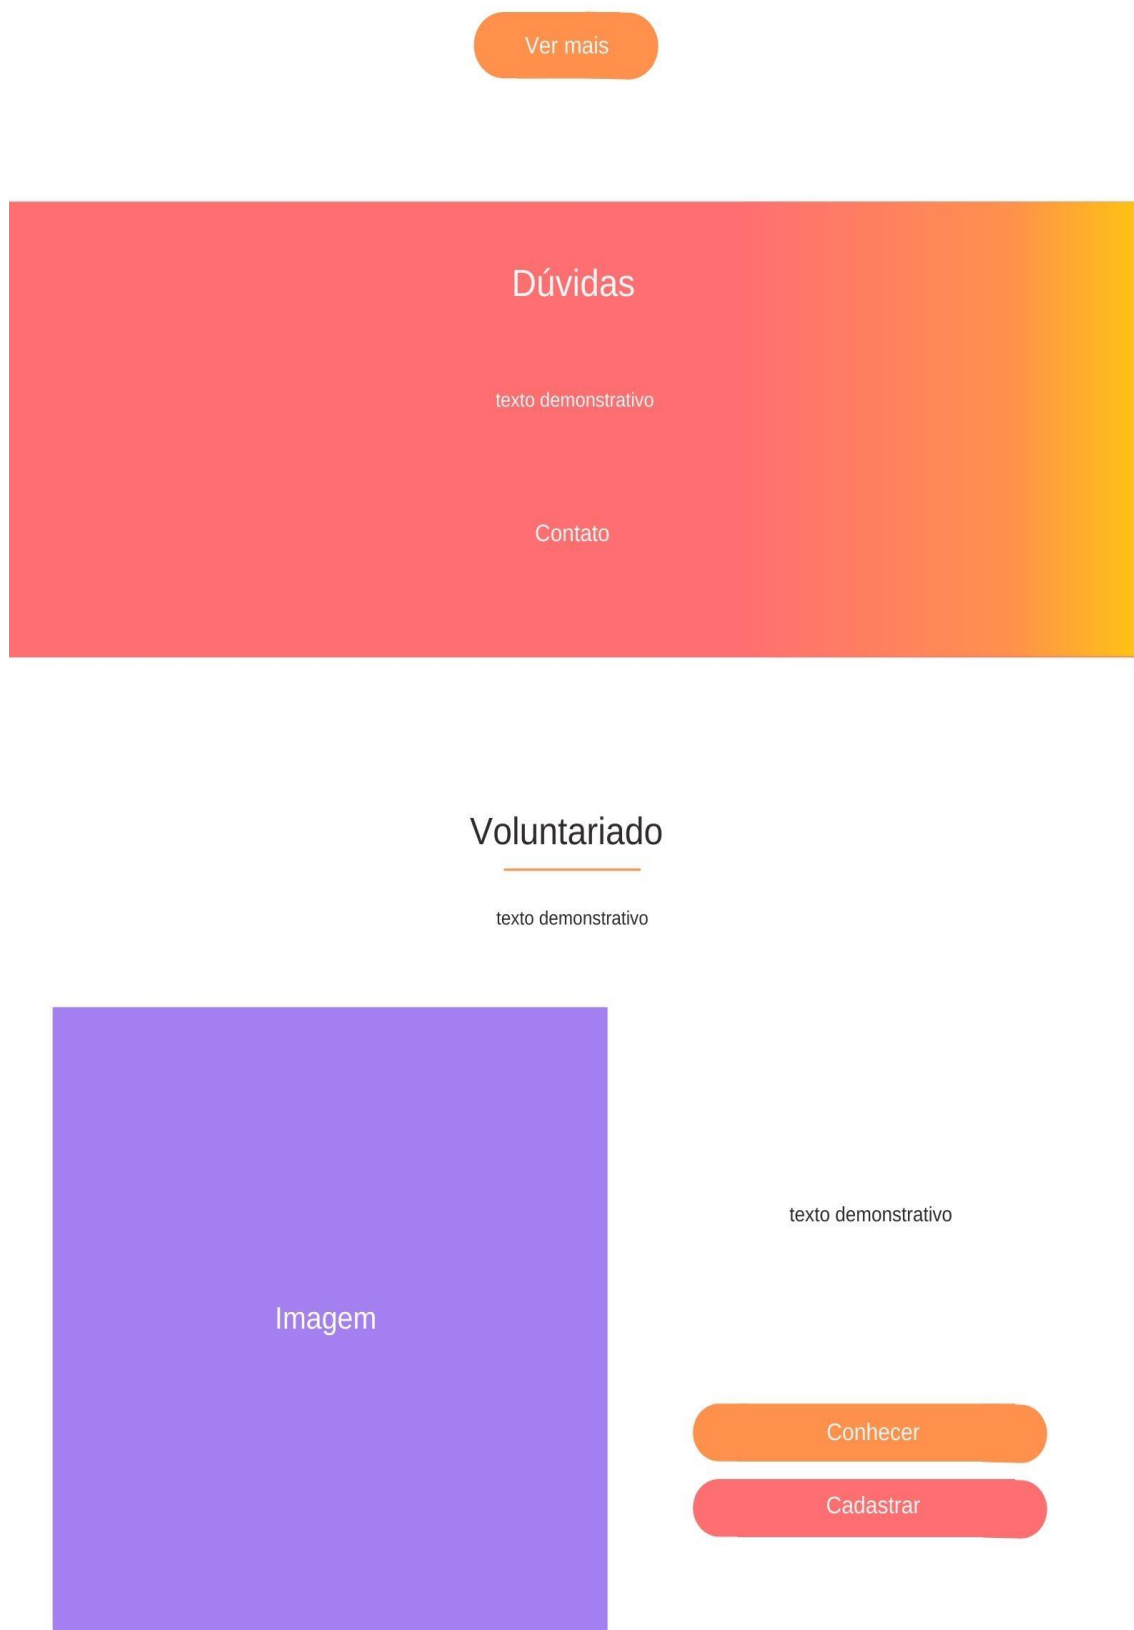 Ver mais
Dúvidas
texto demonstrativo
Contato
Voluntariado
texto demonstrativo
Imagem
texto demonstrativo
Conhecer
Cadastrar